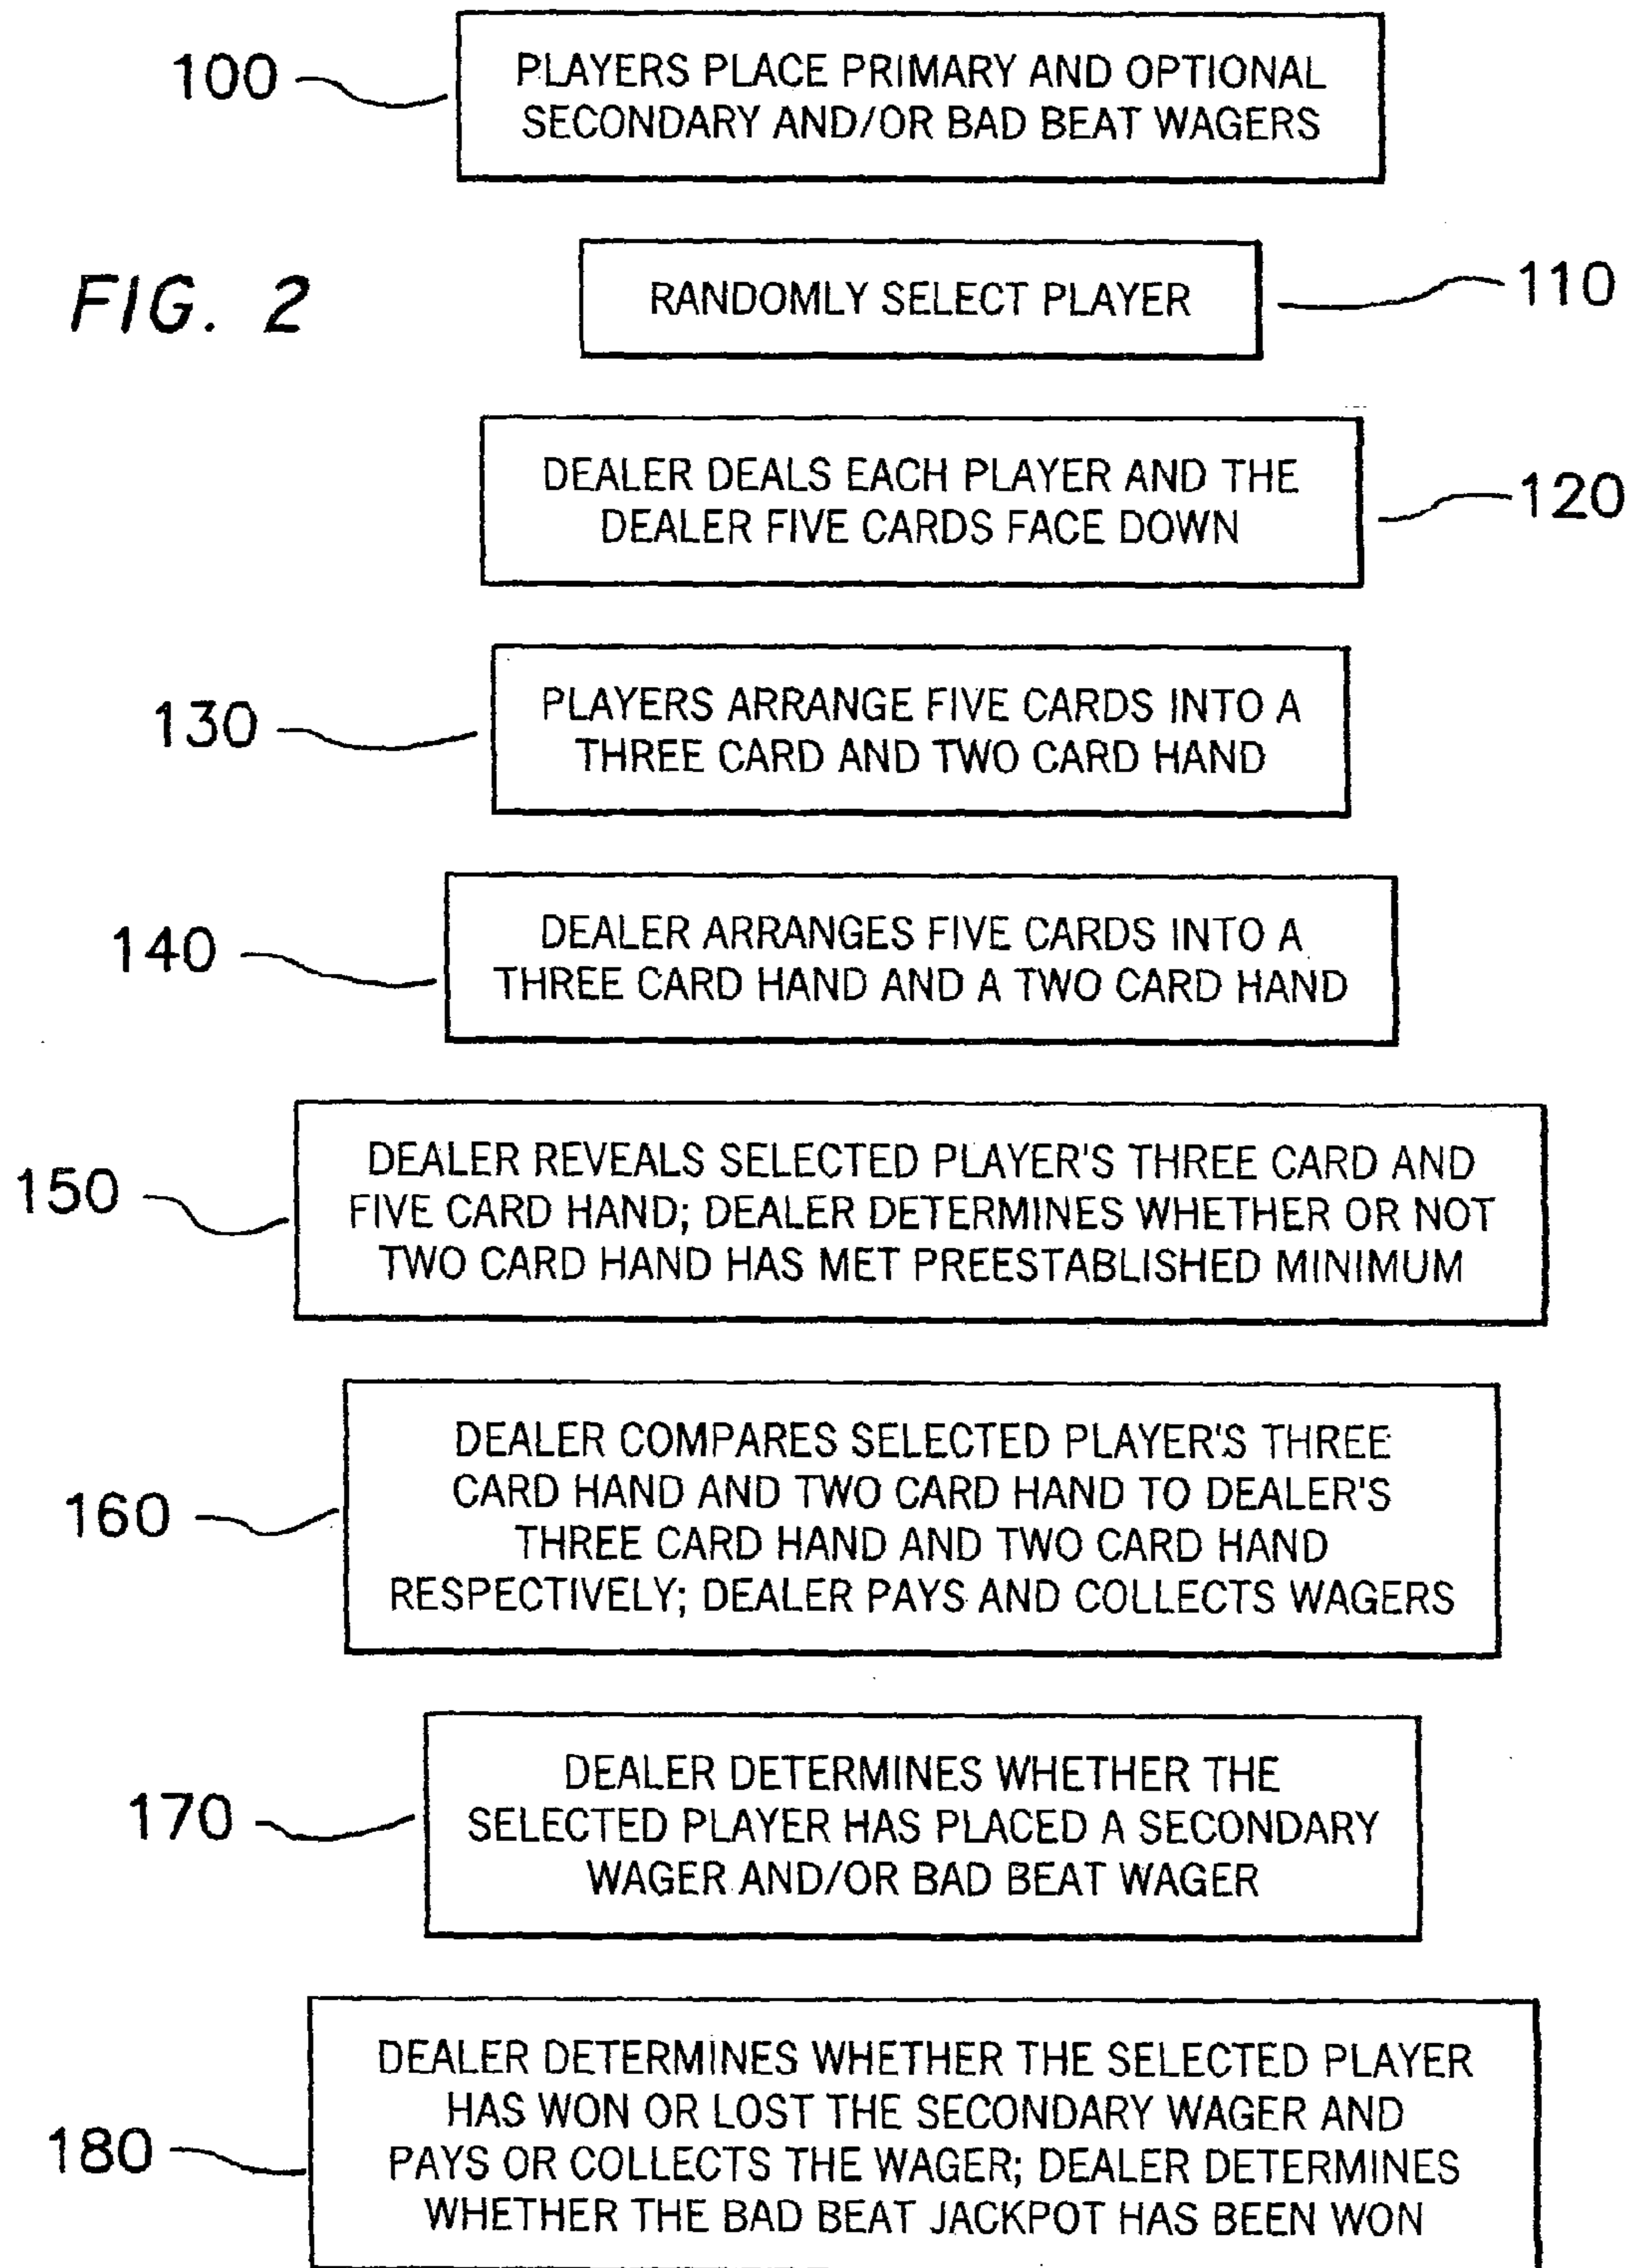 100
PLAYERS PLACE PRIMARY AND OPTIONAL
SECONDARY AND/OR BAD BEAT WAGERS
FIG. 2
RANDOMLY SELECT PLAYER
110
DEALER DEALS EACH PLAYER AND THE
DEALER FIVE CARDS FACE DOWN
120
130
PLAYERS ARRANGE FIVE CARDS INTO A
THREE CARD AND TWO CARD HAND
140
DEALER ARRANGES FIVE CARDS INTO A
THREE CARD HAND AND A TWO CARD HAND
150
DEALER REVEALS SELECTED PLAYER'S THREE CARD AND
FIVE CARD HAND; DEALER DETERMINES WHETHER OR NOT
TWO CARD HAND HAS MET PREESTABLISHED MINIMUM
160
DEALER COMPARES SELECTED PLAYER'S THREE
CARD HAND AND TWO CARD HAND TO DEALER'S
THREE CARD HAND AND TWO CARD HAND
RESPECTIVELY; DEALER PAYS AND COLLECTS WAGERS
170
DEALER DETERMINES WHETHER THE
SELECTED PLAYER HAS PLACED A SECONDARY
WAGER AND/OR BAD BEAT WAGER
180
DEALER DETERMINES WHETHER THE SELECTED PLAYER
HAS WON OR LOST THE SECONDARY WAGER AND
PAYS OR COLLECTS THE WAGER; DEALER DETERMINES
WHETHER THE BAD BEAT JACKPOT HAS BEEN WON